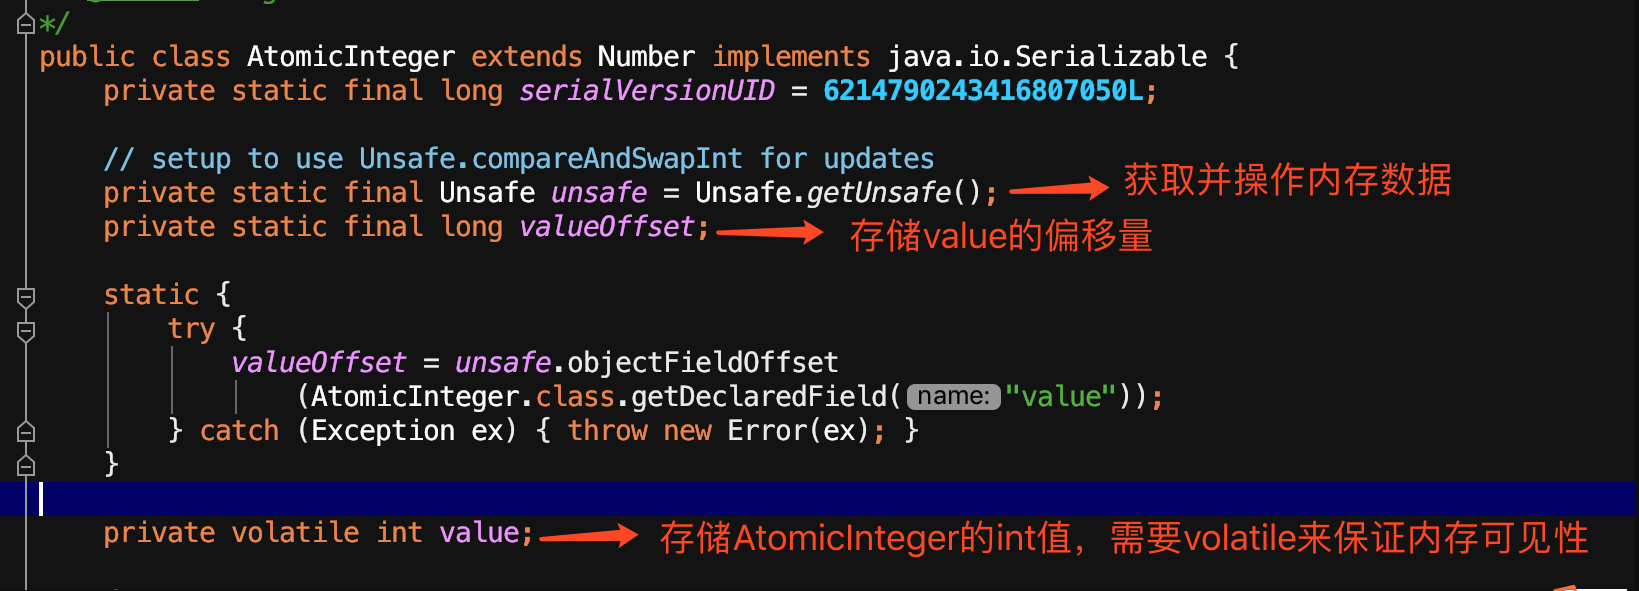 */
public class AtomicInteger extends Number implements java.io.Serializable {
private static final long serialVersionUID = 6214790243416807050L;
// setup to use Unsafe.compareAndSwapInt for updates
private static final Unsafe unsafe = Unsafe.getUnsafe(); 获取并操作内存数据
private static final long valueOffset; 存储value的偏移量
static {
try {
valueOffset = unsafe.objectFieldOffset
(AtomicInteger.class.getDeclaredField( name: "value"));
} catch (Exception ex) { throw new Error(ex); }
}
private volatile int value; 存储AtomicInteger的int值，需要volatile来保证内存可见性